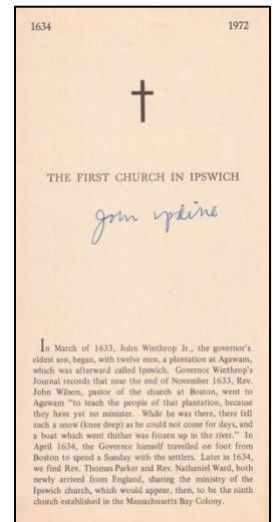 1634 1972
THE FIRST CHURCH IN IPSWICH
John Updike
In March of 1633, John Winthrop Jr., the governor's
eldest son, began, with twelve men, a plantation at Agawam,
which was afterward called Ipswich. Governor Winthrop's
Journal records that near the end of November 1633, Rev.
John Wilson, pastor of the church at Boston, went to
Agawam "to teach the people of that plantation, because
they have yet no minister. While he was there, there fell
such a snow (knee deep) as he could not come for days, and
a boat which went thither was frozen up in the river." In
April 1634, the Governor himself travelled on foot from
Boston to spend a Sunday with the settlers. Later in 1634,
we find Rev. Thomas Parker and Rev. Nathaniel Ward, both
newly arrived from England, sharing the ministry of the
Ipswich church, which would appear, then, to be the ninth
church established in the Massachusetts Bay Colony.